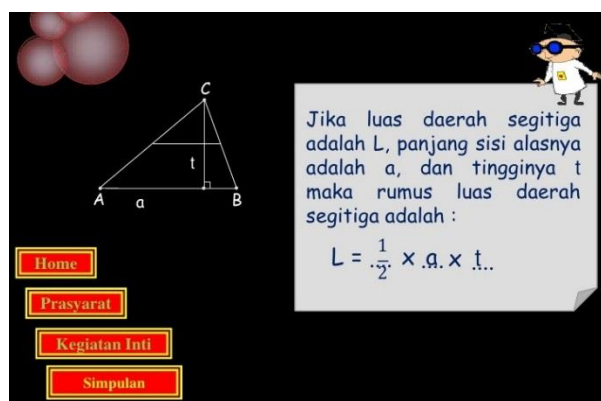 C
t
A a B
Jika luas daerah segitiga
adalah L, panjang sisi alasnya
adalah a, dan tingginya t
maka rumus luas daerah
segitiga adalah :
L = ..1/2.. × .a.. × .t...
Home
Prasyarat
Kegiatan Inti
Simpulan